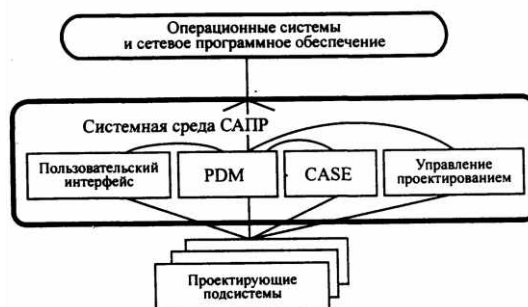 Операционные системы
и сетевое программное обеспечение
Системная среда САПР
Пользовательский
интерфейс
PDM
CASE
Управление
проектированием
Проектирующие
подсистемы